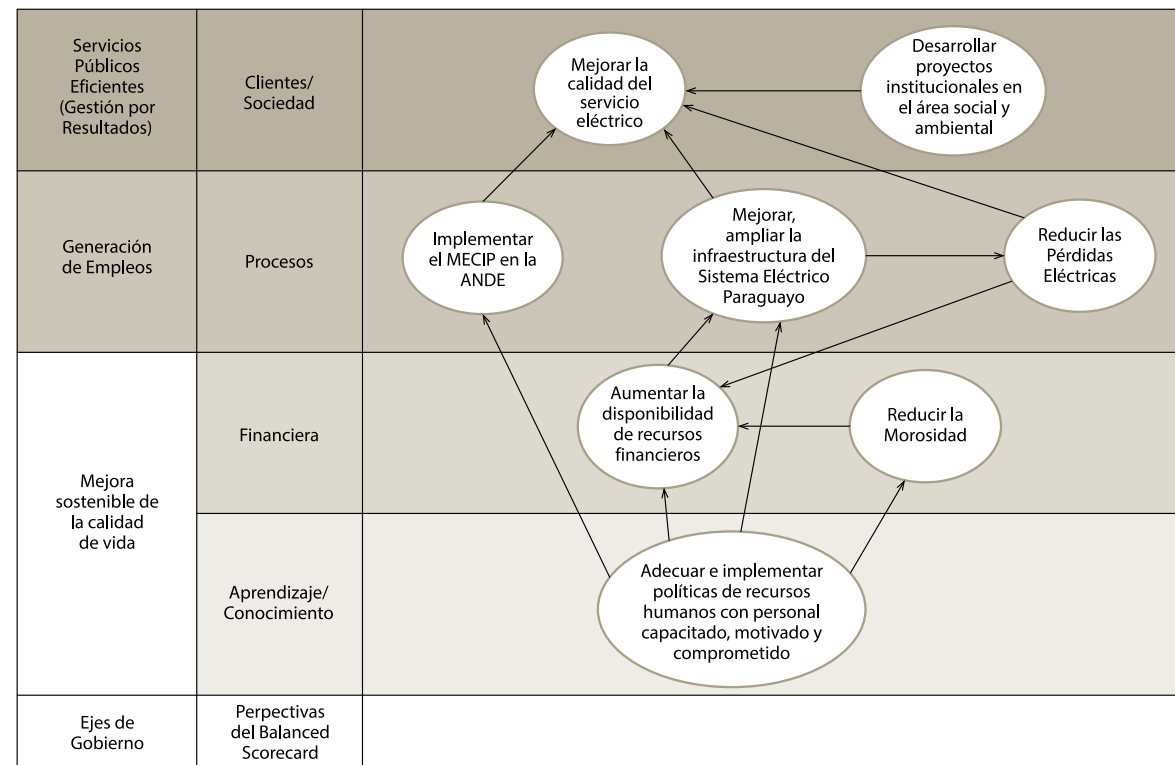 Servicios
Públicos
Eficientes
(Gestión por
Resultados)
Clientes/
Sociedad
Mejorar la
calidad del
servicio
eléctrico
Desarrollar
proyectos
institucionales en
el área social y
ambiental
Generación
de Empleos
Procesos
Implementar
el MECIP en la
ANDE
Mejorar,
ampliar la
infraestructura del
Sistema Eléctrico
Paraguayo
Reducir las
Pérdidas
Eléctricas
Mejora
sostenible de
la calidad
de vida
Financiera
Aumentar la
disponibilidad
de recursos
financieros
Reducir la
Morosidad
Aprendizaje/
Conocimiento
Adecuar e implementar
políticas de recursos
humanos con personal
capacitado, motivado y
comprometido
Ejes de
Gobierno
Perpectivas
del Balanced
Scorecard